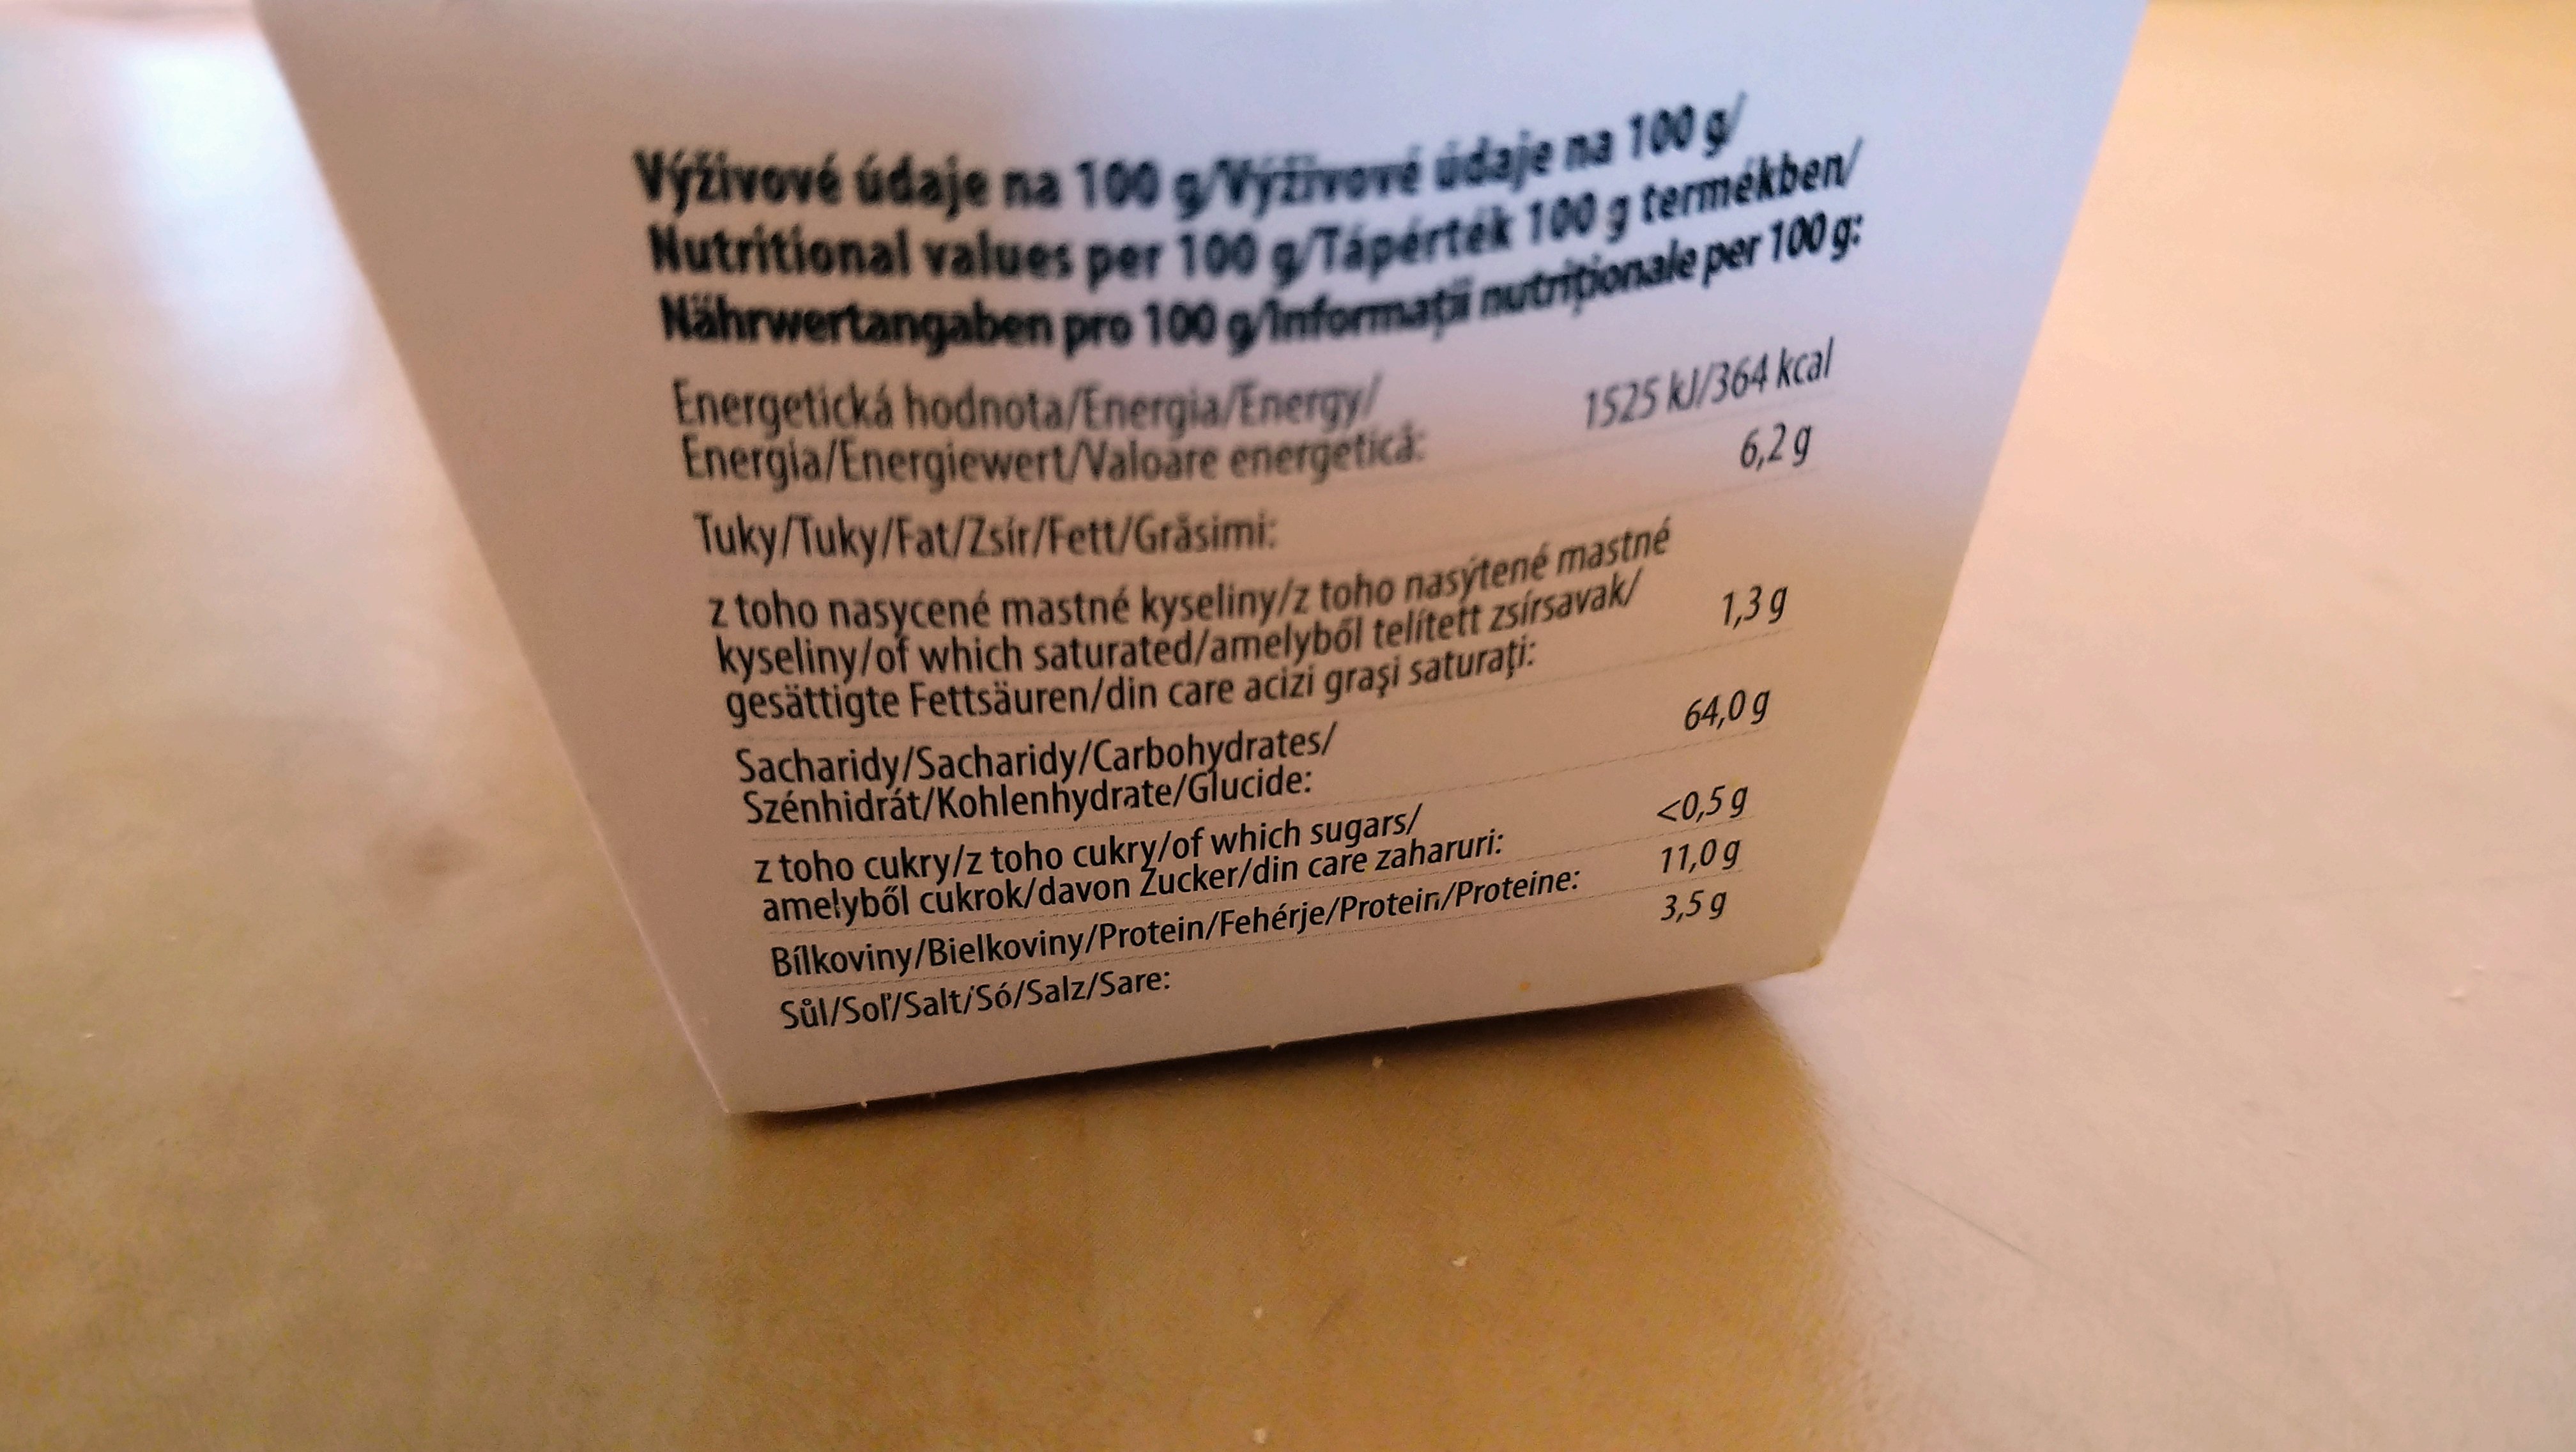 Výživové údaje na 100 g/Výživové údaje na 100 g/
Nutritional values per 100 g/Tápérték 100 g termékben/
Nährwertangaben pro 100 g/Informaţii nutriţionale per 100 g:
Energetická hodnota/Energia/Energy/
Energia/Energiewert/Valoare energetică: 1525 kJ/364 kcal
Tuky/Tuky/Fat/Zsír/Fett/Grăsimi: 6,2 g
z toho nasycené mastné kyseliny/z toho nasýtené mastné
kyseliny/of which saturated/amelyből telített zsírsavak/
gesättigte Fettsäuren/din care acizi graşi saturaţi: 1,3 g
Sacharidy/Sacharidy/Carbohydrates/
Szénhidrát/Kohlenhydrate/Glucide: 64,0 g
z toho cukry/z toho cukry/of which sugars/
amelyből cukrok/davon Zucker/din care zaharuri: <0,5 g
Bílkoviny/Bielkoviny/Protein/Fehérje/Protein/Proteine: 11,0 g
Sůl/Soľ/Salt/Só/Salz/Sare: 3,5 g